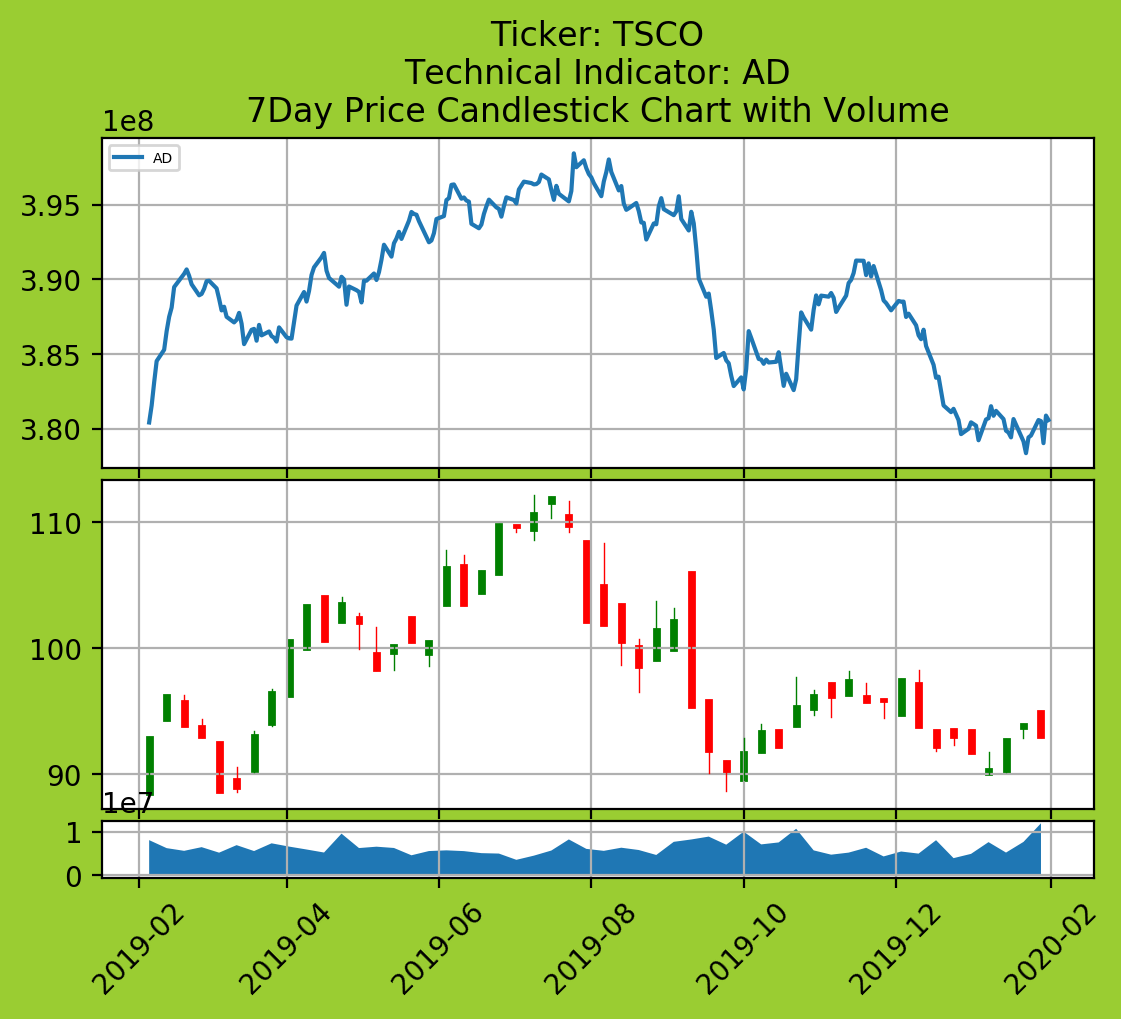 Ticker: TSCO
Technical Indicator: AD
7Day Price Candlestick Chart with Volume
1e8
AD
3.95
3.90
3.85
3.80
110
100
90
1e7
1
0
2019-02
2019-04
2019-06
2019-08
2019-10
2019-12
2020-02